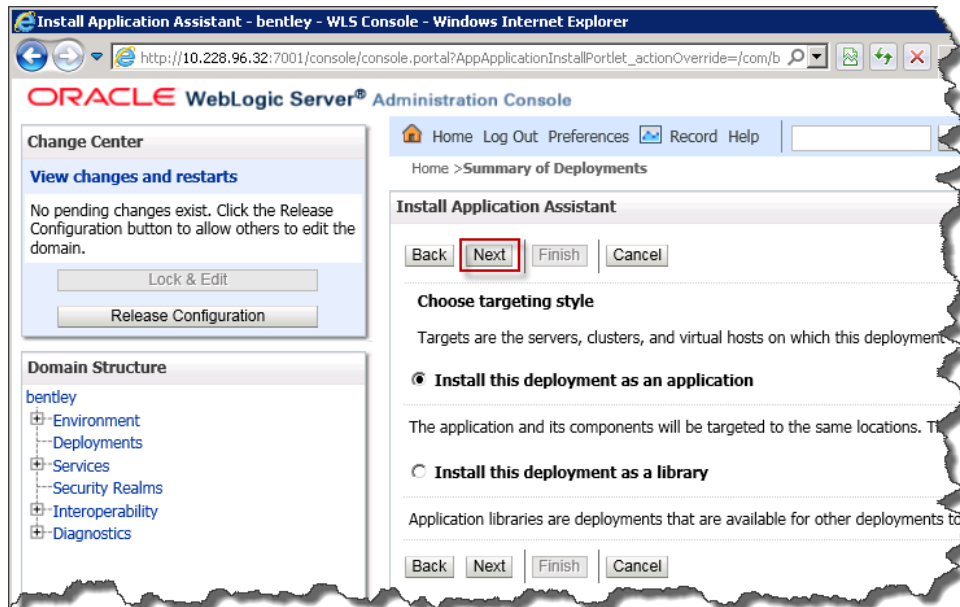 Install Application Assistant - bentley - WLS Console - Windows Internet Explorer
http://10.228.96.32:7001/console/console.portal?AppApplicationInstallPortlet_actionOverride=/com/b
ORACLE WebLogic Server® Administration Console
Change Center
View changes and restarts
No pending changes exist. Click the Release
Configuration button to allow others to edit the
domain.
Lock & Edit
Release Configuration
Domain Structure
bentley
Environment
Deployments
Services
Security Realms
Interoperability
Diagnostics
Home Log Out Preferences Record Help
Home >Summary of Deployments
Install Application Assistant
Back Next Finish Cancel
Choose targeting style
Targets are the servers, clusters, and virtual hosts on which this deployment
Install this deployment as an application
The application and its components will be targeted to the same locations.
Install this deployment as a library
Application libraries are deployments that are available for other deployments to
Back Next Finish Cancel